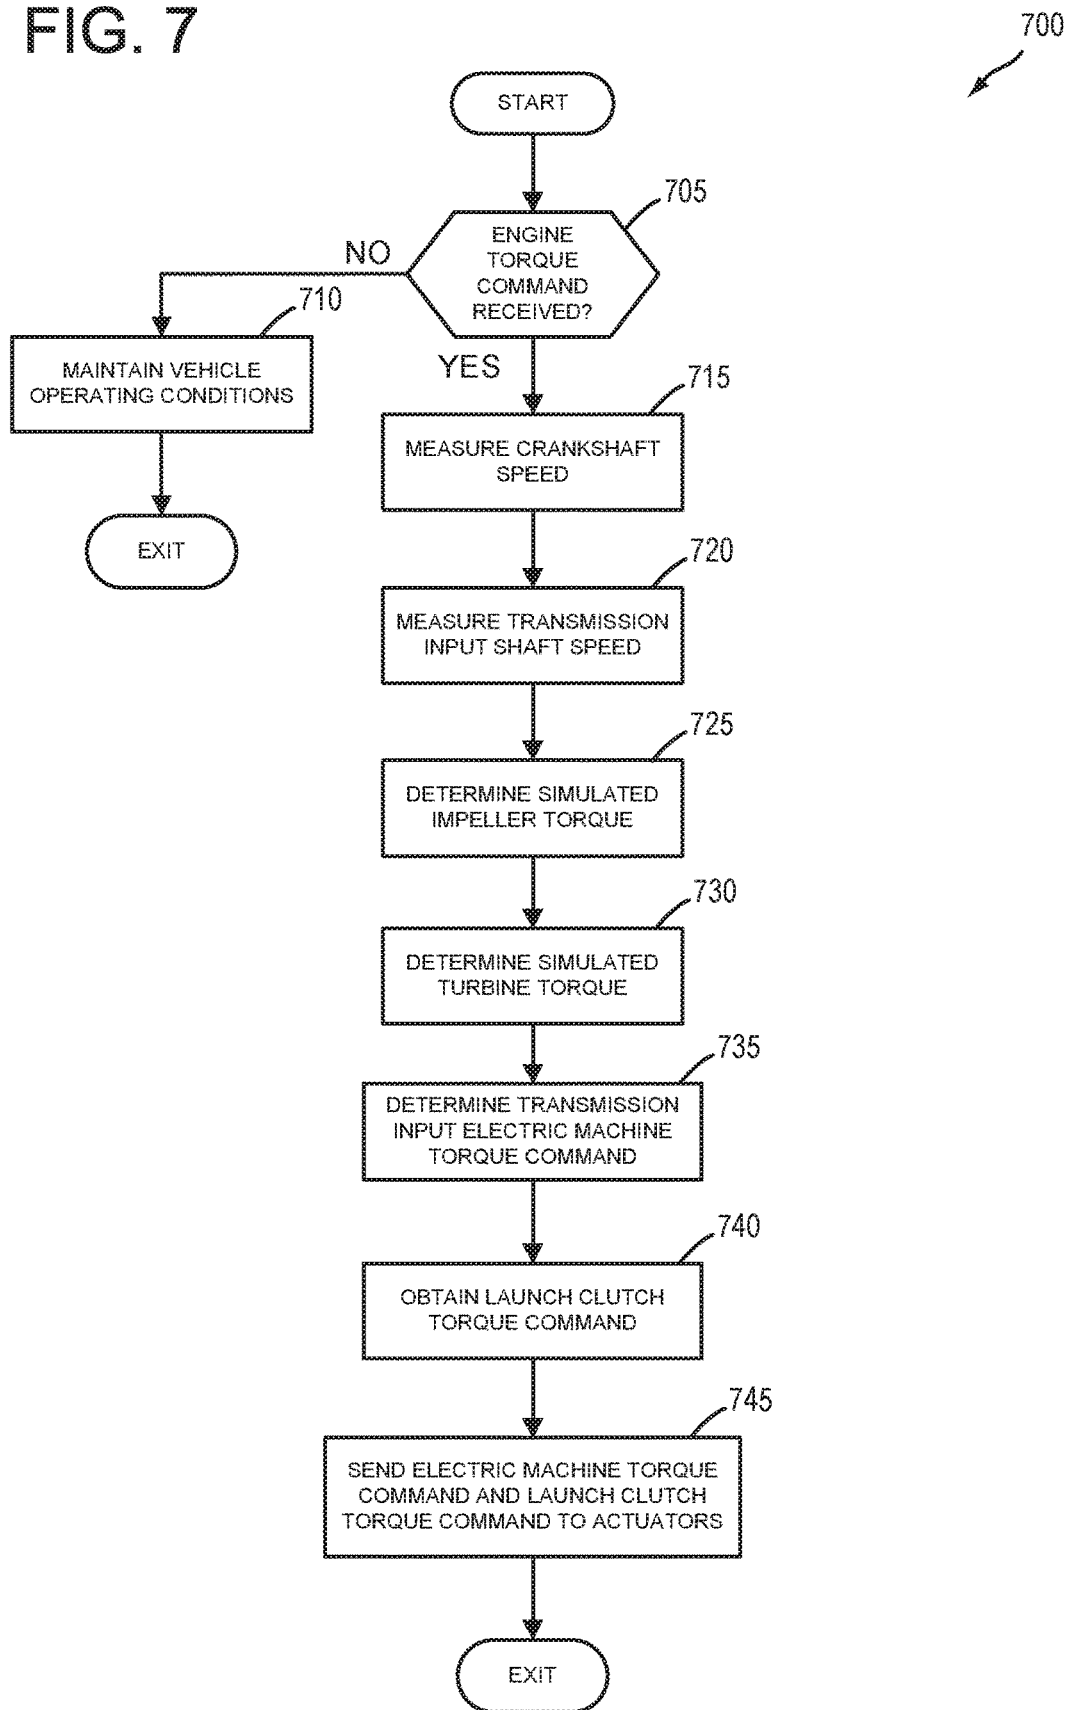 FIG. 7
700
START
705
ENGINE
TORQUE
COMMAND
RECEIVED?
NO
710
MAINTAIN VEHICLE
OPERATING CONDITIONS
EXIT
YES
715
MEASURE CRANKSHAFT
SPEED
720
MEASURE TRANSMISSION
INPUT SHAFT SPEED
725
DETERMINE SIMULATED
IMPELLER TORQUE
730
DETERMINE SIMULATED
TURBINE TORQUE
735
DETERMINE TRANSMISSION
INPUT ELECTRIC MACHINE
TORQUE COMMAND
740
OBTAIN LAUNCH CLUTCH
TORQUE COMMAND
745
SEND ELECTRIC MACHINE TORQUE
COMMAND AND LAUNCH CLUTCH
TORQUE COMMAND TO ACTUATORS
EXIT